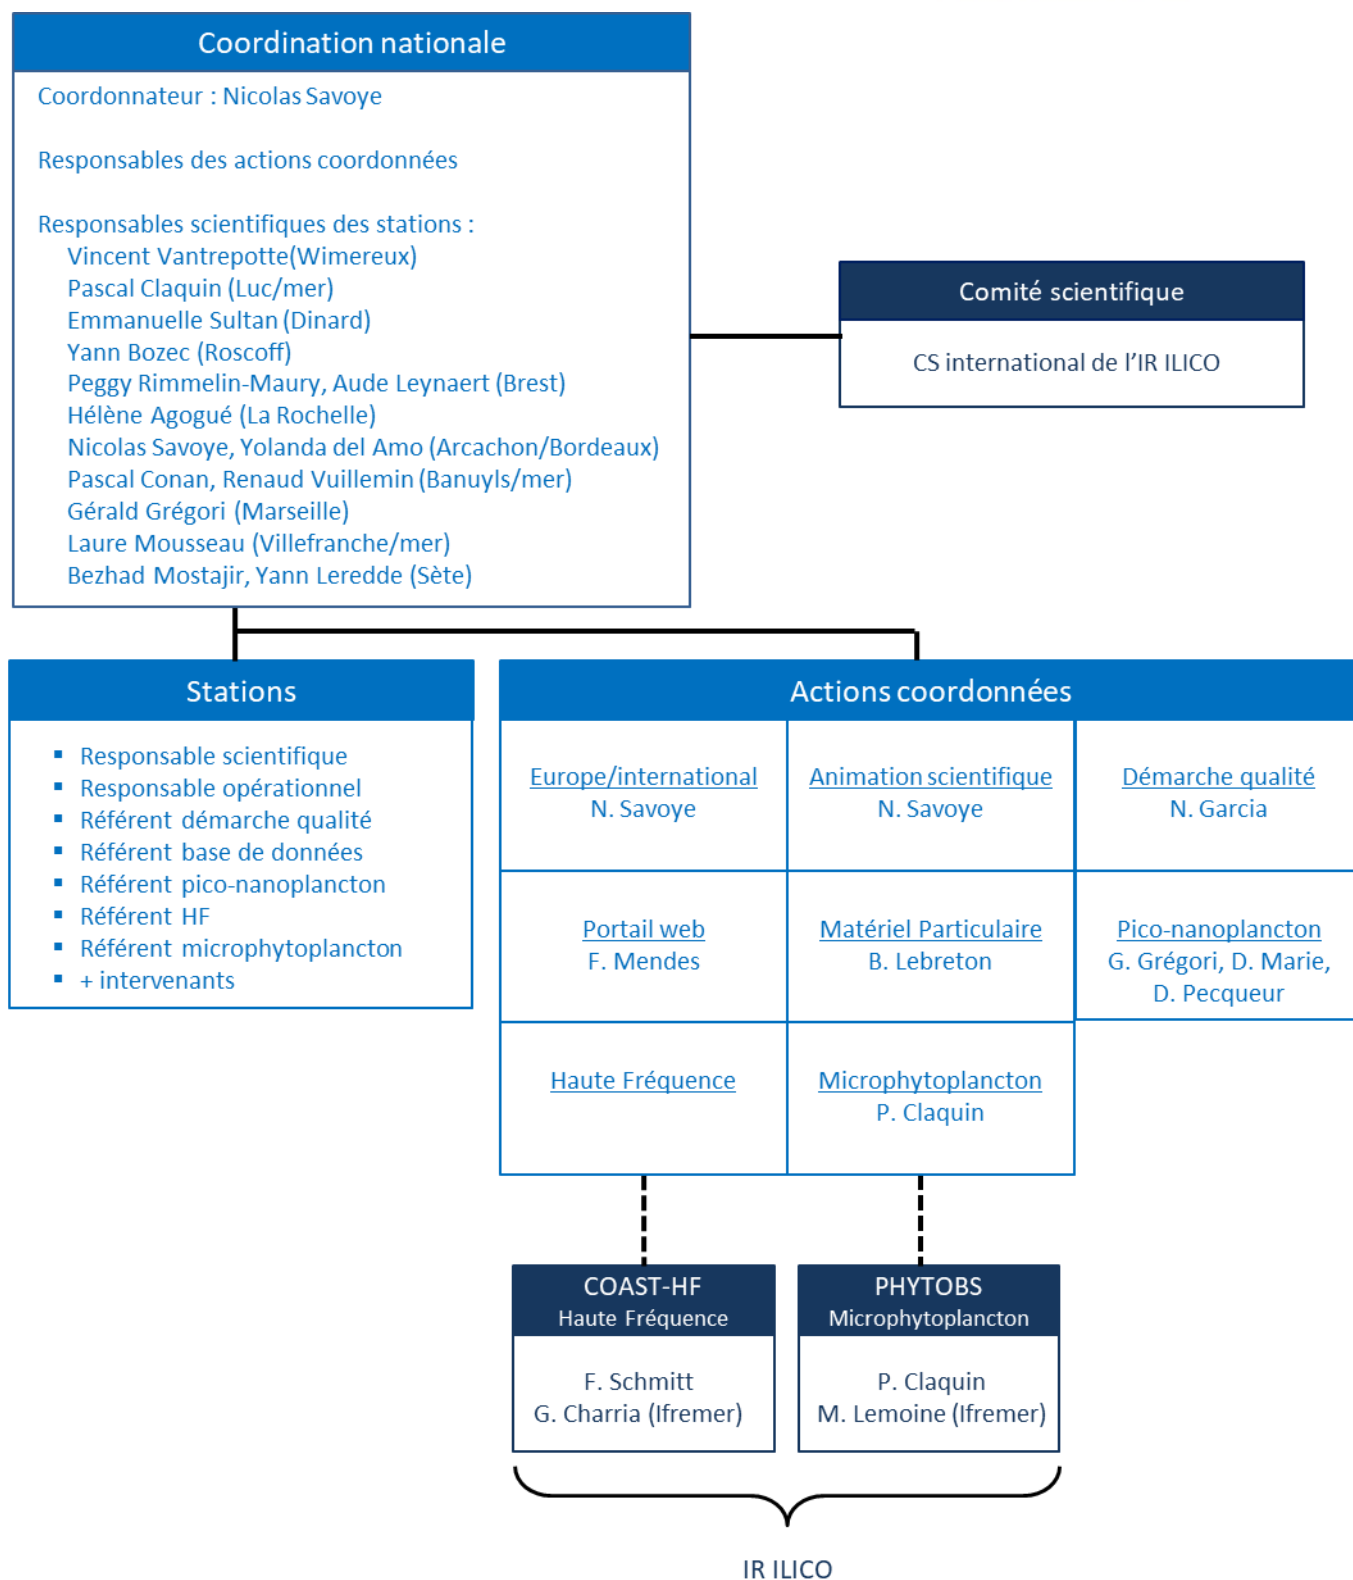 Coordination nationale
Coordonnateur : Nicolas Savoye
Responsables des actions coordonnées
Responsables scientifiques des stations :
Vincent Vantrepotte(Wimereux)
Pascal Claquin (Luc/mer)
Emmanuelle Sultan (Dinard)
Yann Bozec (Roscoff)
Peggy Rimmelin-Maury, Aude Leynaert (Brest)
Hélène Agogué (La Rochelle)
Nicolas Savoye, Yolanda del Amo (Arcachon/Bordeaux)
Pascal Conan, Renaud Vuillemin (Banuyls/mer)
Gérald Grégori (Marseille)
Laure Mousseau (Villefranche/mer)
Bezhad Mostajir, Yann Leredde (Sète)
Comité scientifique
CS international de l’IR ILICO
Stations
▪ Responsable scientifique
▪ Responsable opérationnel
▪ Référent démarche qualité
▪ Référent base de données
▪ Référent pico-nanoplancton
▪ Référent HF
▪ Référent microphytoplancton
▪ + intervenants
Actions coordonnées
Europe/international
N. Savoye
Animation scientifique
N. Savoye
Démarche qualité
N. Garcia
Portail web
F. Mendes
Matériel Particulaire
B. Lebreton
Pico-nanoplancton
G. Grégori, D. Marie,
D. Pecqueur
Haute Fréquence
Microphytoplancton
P. Claquin
COAST-HF
Haute Fréquence
F. Schmitt
G. Charria (Ifremer)
PHYTOBS
Microphytoplancton
P. Claquin
M. Lemoine (Ifremer)
IR ILICO